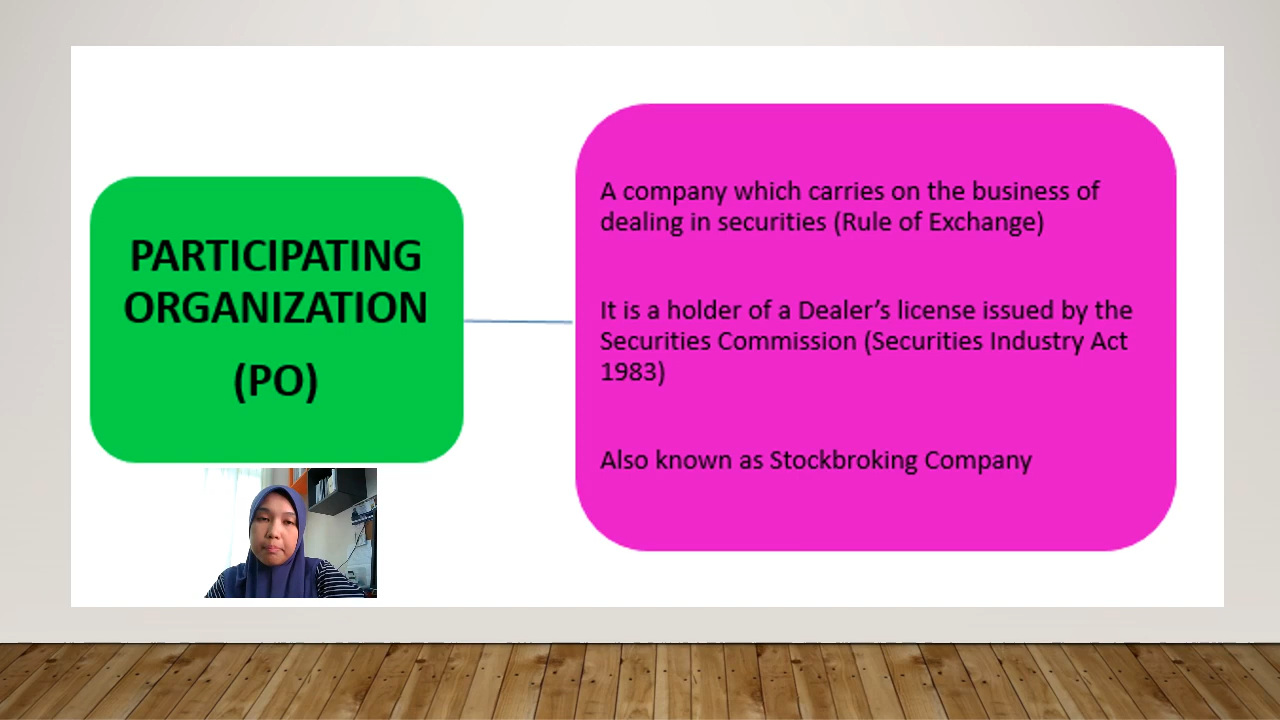 PARTICIPATING
ORGANIZATION
(PO)
A company which carries on the business of
dealing in securities (Rule of Exchange)
It is a holder of a Dealer’s license issued by the
Securities Commission (Securities Industry Act
1983)
Also known as Stockbroking Company